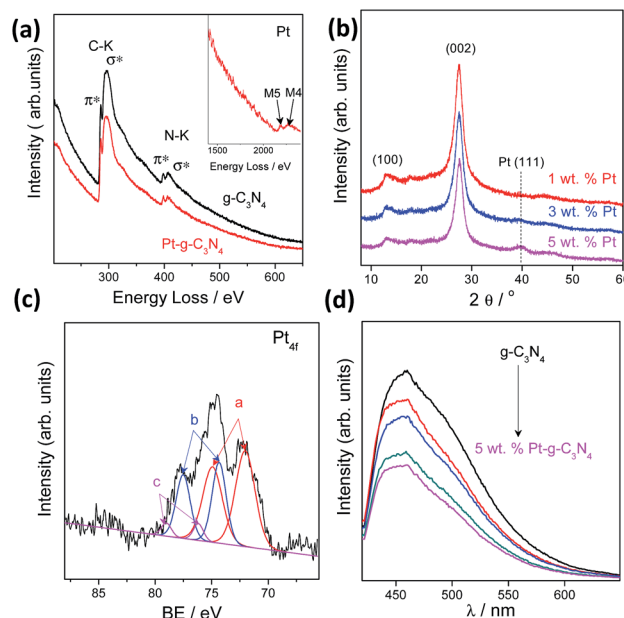 (a)
C-K
σ*
π*
N-K
π*
σ*
g-C₃N₄
Pt-g-C₃N₄
Pt
M5
M4
1500
2000
Energy Loss / eV
300
400
500
600
Energy Loss / eV
Intensity ( arb.units)
(b)
(002)
(100)
Pt (111)
1 wt. % Pt
3 wt. % Pt
5 wt. % Pt
10
20
30
40
50
60
2 θ / °
Intensity / arb.units
(c)
Pt₄f
a
b
c
85
80
75
70
BE / eV
Intensity (arb. units)
(d)
g-C₃N₄
5 wt. % Pt-g-C₃N₄
450
500
550
600
λ / nm
Intensity (arb. units)